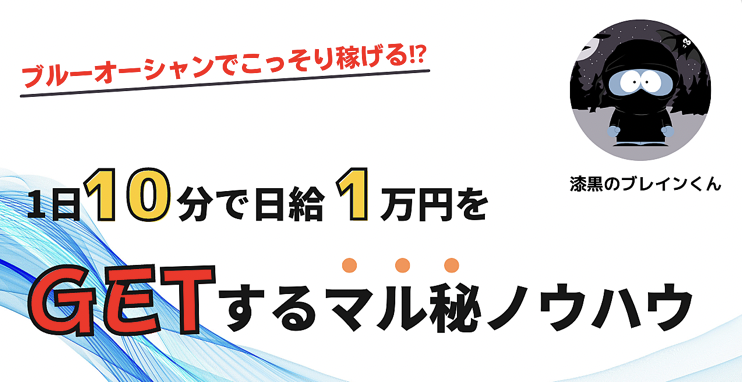 ブルーオーシャンでこっそり稼げる!?
漆黒のブレインくん
1日10分で日給1万円を
GETするマル秘ノウハウ